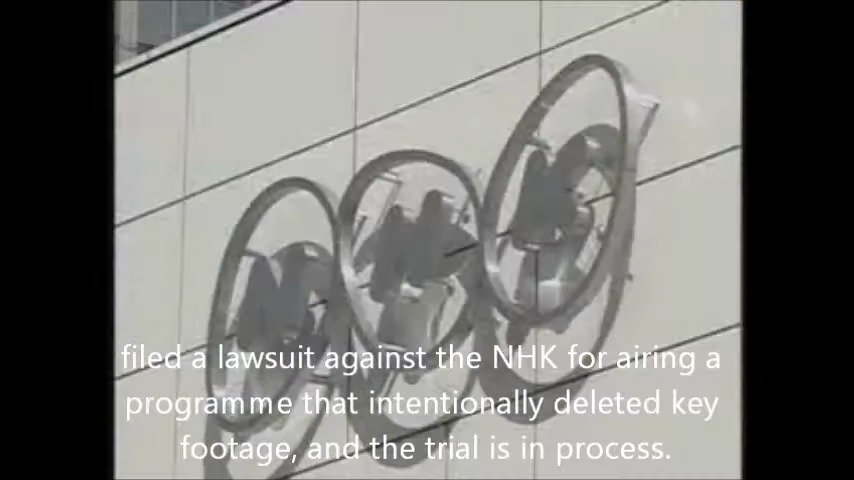 filed a lawsuit against the NHK for airing a
programme that intentionally deleted key
footage, and the trial is in process.